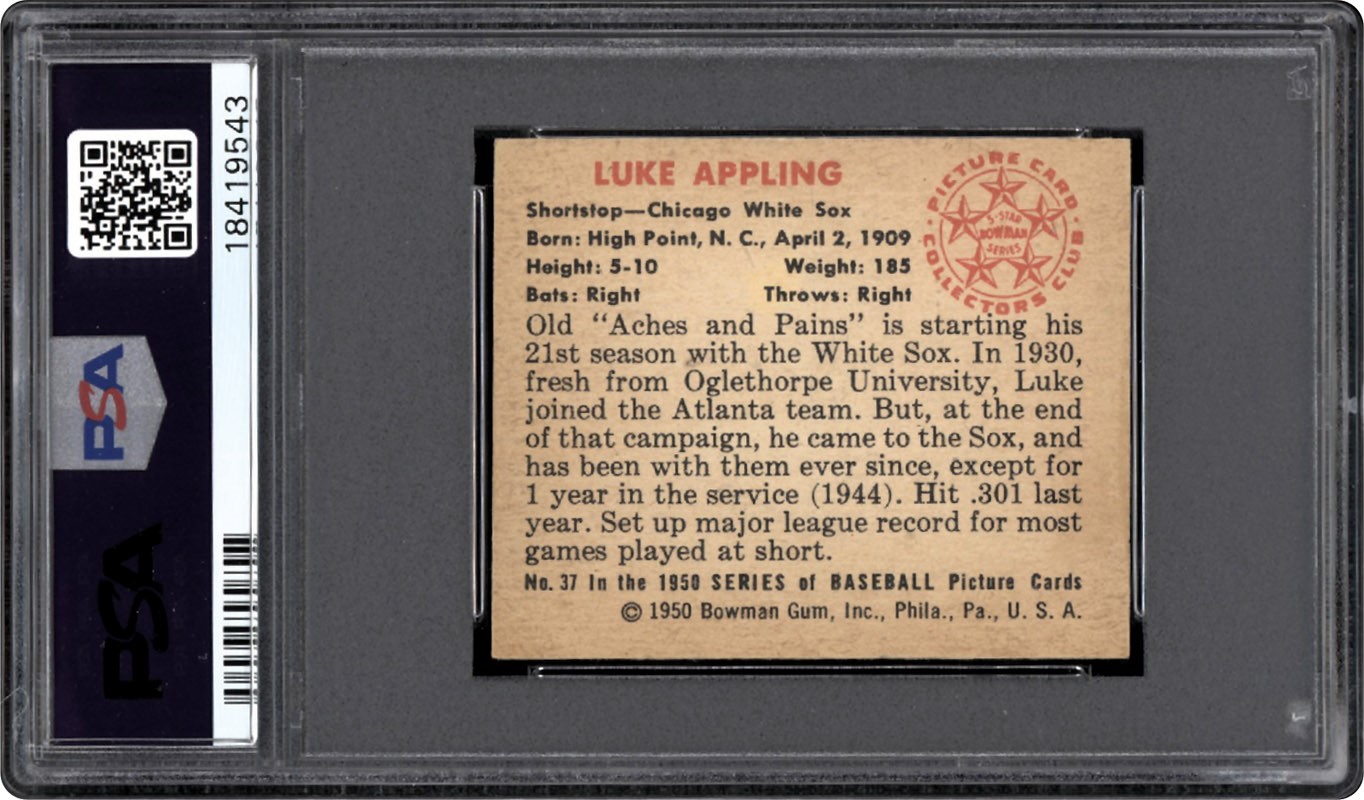 18419543
PSA
PSA
LUKE APPLING
Shortstop—Chicago White Sox
Born: High Point, N. C., April 2, 1909
Height: 5-10 Weight: 185
Bats: Right Throws: Right
PICTURE CARD
COLLECTORS CLUB
5-STAR
BOWMAN
SERIES
Old "Aches and Pains" is starting his
21st season with the White Sox. In 1930,
fresh from Oglethorpe University, Luke
joined the Atlanta team. But, at the end
of that campaign, he came to the Sox, and
has been with them ever since, except for
1 year in the service (1944). Hit .301 last
year. Set up major league record for most
games played at short.
No. 37 In the 1950 SERIES of BASEBALL Picture Cards
© 1950 Bowman Gum, Inc., Phila., Pa., U. S. A.